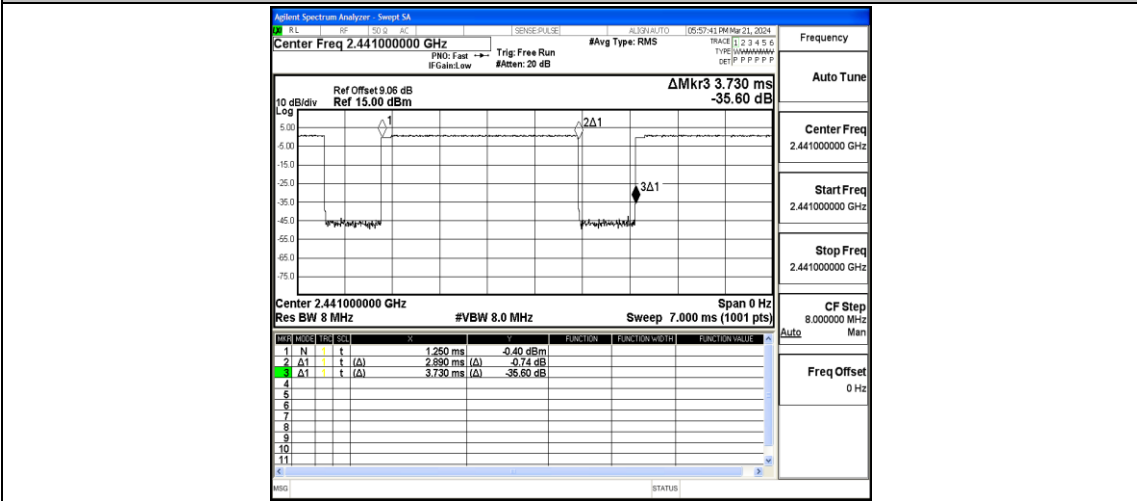 Agilent Spectrum Analyzer - Swept SA
RL RF 50 Ω AC SENSE:PULSE ALIGN AUTO 05:57:41 PM Mar 21, 2024
Center Freq 2.441000000 GHz
PNO: Fast
IFGain:Low
Trig: Free Run
#Atten: 20 dB
#Avg Type: RMS
TRACE 1 2 3 4 5 6
TYPE
DET P P P P P P
Frequency
Auto Tune
Center Freq
2.441000000 GHz
Start Freq
2.441000000 GHz
Stop Freq
2.441000000 GHz
CF Step
8.000000 MHz
Auto Man
Freq Offset
0 Hz
ΔMkr3 3.730 ms
-35.60 dB
Ref Offset 9.06 dB
10 dB/div Ref 15.00 dBm
Log
5.00
-5.00
-15.0
-25.0
-35.0
-45.0
-55.0
-65.0
-75.0
1
2Δ1
3Δ1
Center 2.441000000 GHz Span 0 Hz
Res BW 8 MHz #VBW 8.0 MHz Sweep 7.000 ms (1001 pts)
MKR MODE TRC SCL X Y FUNCTION FUNCTION WIDTH FUNCTION VALUE
1 N 1 t 1.250 ms -0.40 dBm
2 Δ1 1 t (Δ) 2.890 ms (Δ) -0.74 dB
3 Δ1 1 t (Δ) 3.730 ms (Δ) -35.60 dB
4
5
6
7
8
9
10
11
MSG STATUS